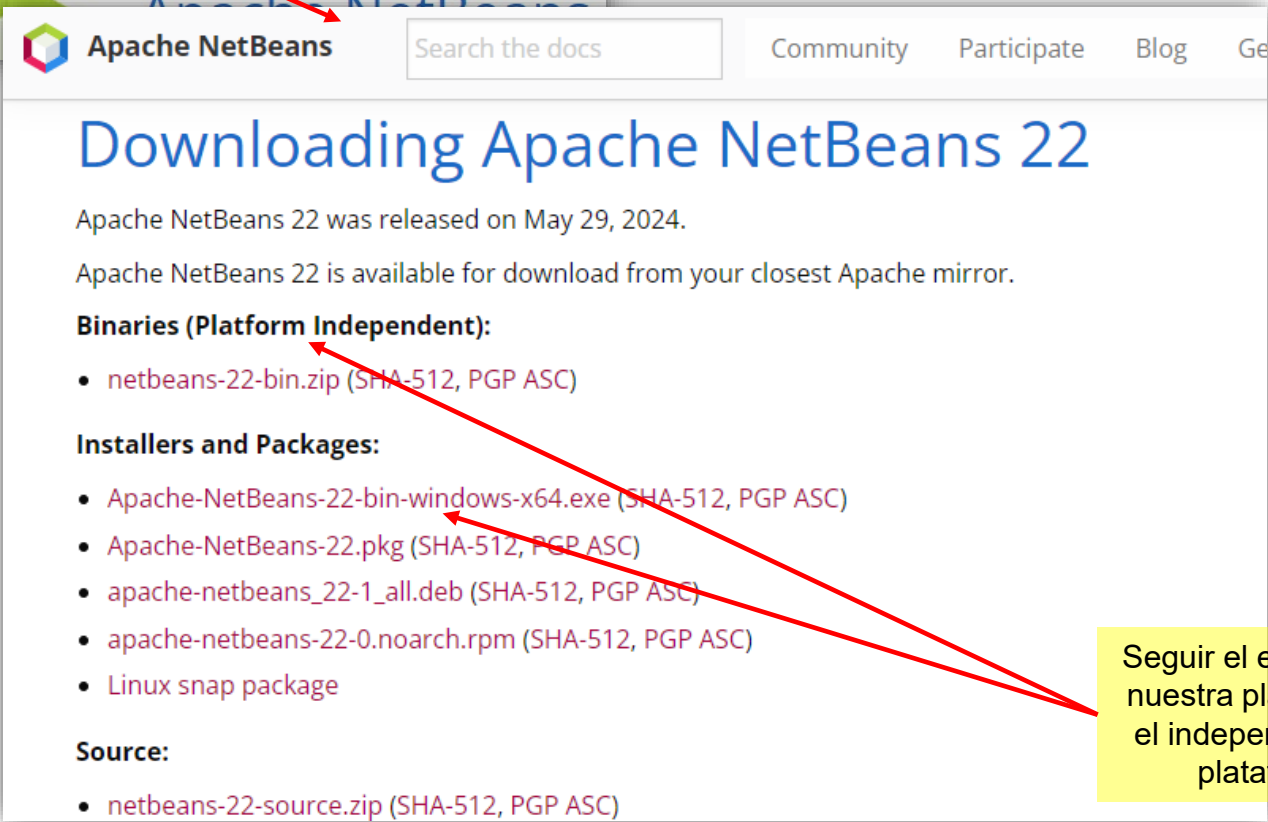 Apache NetBeans
Apache NetBeans
Search the docs
Community
Participate
Blog
Downloading Apache NetBeans 22
Apache NetBeans 22 was released on May 29, 2024.
Apache NetBeans 22 is available for download from your closest Apache mirror.
Binaries (Platform Independent):
• netbeans-22-bin.zip (SHA-512, PGP ASC)
Installers and Packages:
• Apache-NetBeans-22-bin-windows-x64.exe (SHA-512, PGP ASC)
• Apache-NetBeans-22.pkg (SHA-512, PGP ASC)
• apache-netbeans_22-1_all.deb (SHA-512, PGP ASC)
• apache-netbeans-22-0.noarch.rpm (SHA-512, PGP ASC)
• Linux snap package
Source:
• netbeans-22-source.zip (SHA-512, PGP ASC)
Seguir el
nuestra
el